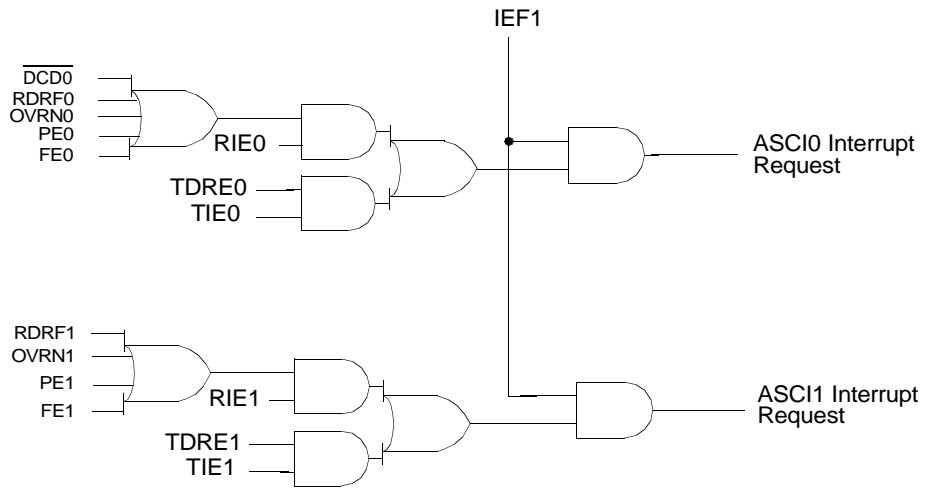 IEF1
DCD0
RDRF0
OVRN0
PE0
FE0
RIE0
TDRE0
TIE0
ASCI0 Interrupt
Request
RDRF1
OVRN1
PE1
FE1
RIE1
TDRE1
TIE1
ASCI1 Interrupt
Request